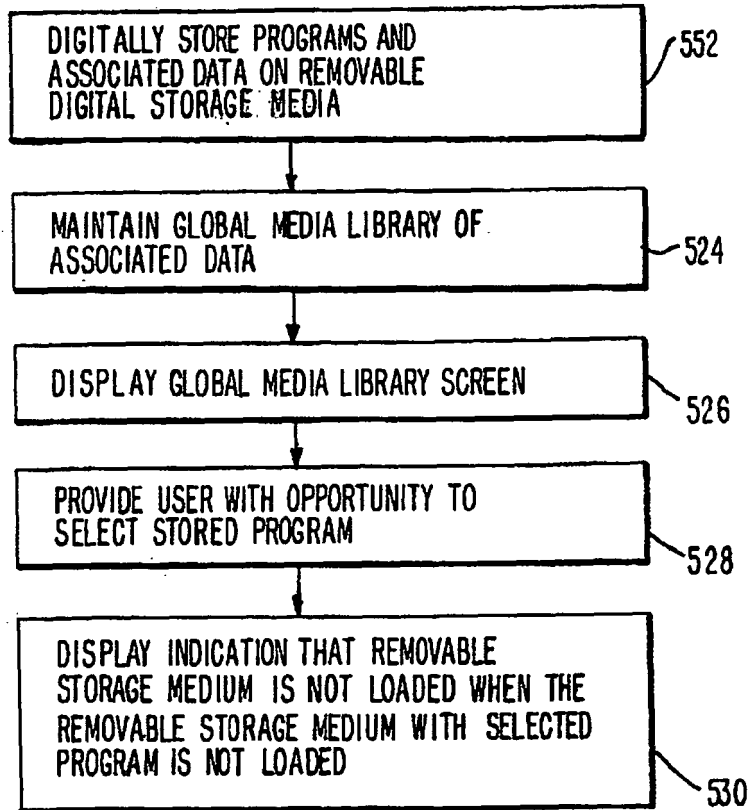 DIGITALLY STORE PROGRAMS AND
ASSOCIATED DATA ON REMOVABLE
DIGITAL STORAGE MEDIA
552
MAINTAIN GLOBAL MEDIA LIBRARY OF
ASSOCIATED DATA
524
DISPLAY GLOBAL MEDIA LIBRARY SCREEN
526
PROVIDE USER WITH OPPORTUNITY TO
SELECT STORED PROGRAM
528
DISPLAY INDICATION THAT REMOVABLE
STORAGE MEDIUM IS NOT LOADED WHEN THE
REMOVABLE STORAGE MEDIUM WITH SELECTED
PROGRAM IS NOT LOADED
530